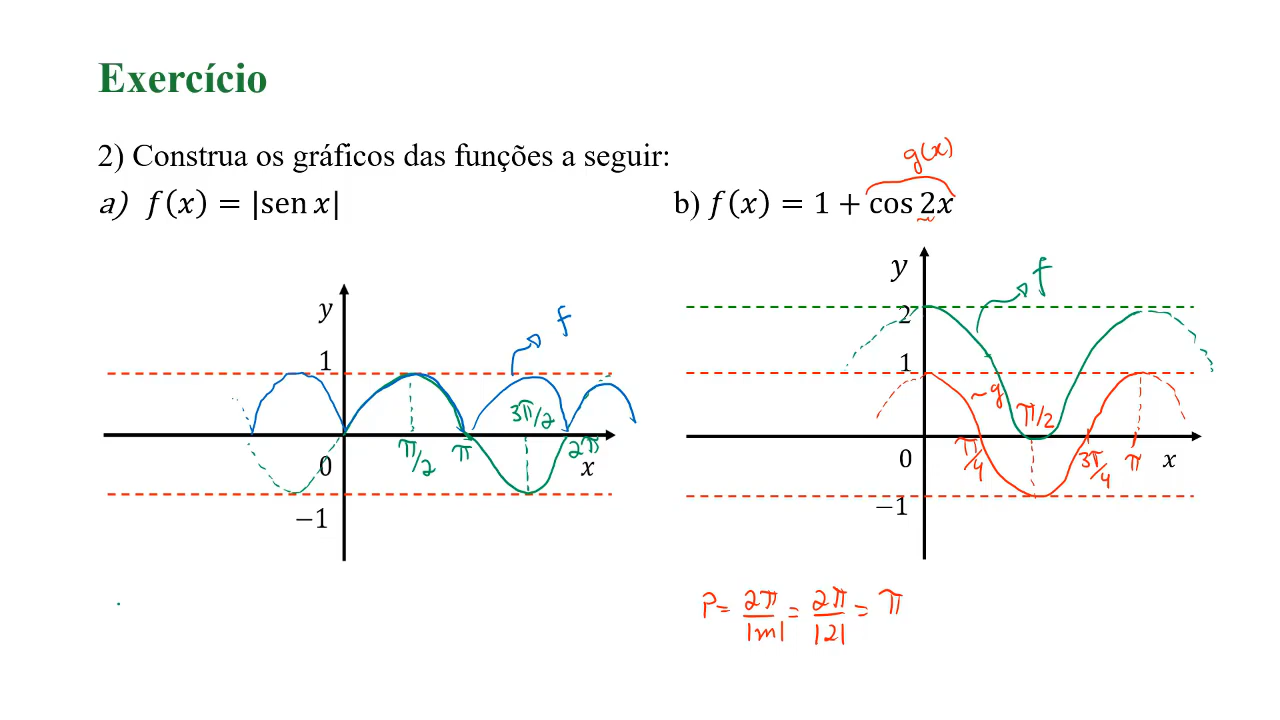 Exercício
2) Construa os gráficos das funções a seguir:
g(x)
a) f(x) = |sen x|
b) f(x) = 1 + cos 2x
y
f
1
3π/2
0
π/2
π
2π
x
−1
y
f
2
1
~g
π/2
0
π/4
3π/4
π
x
−1
P = 2π/|m| = 2π/|2| = π